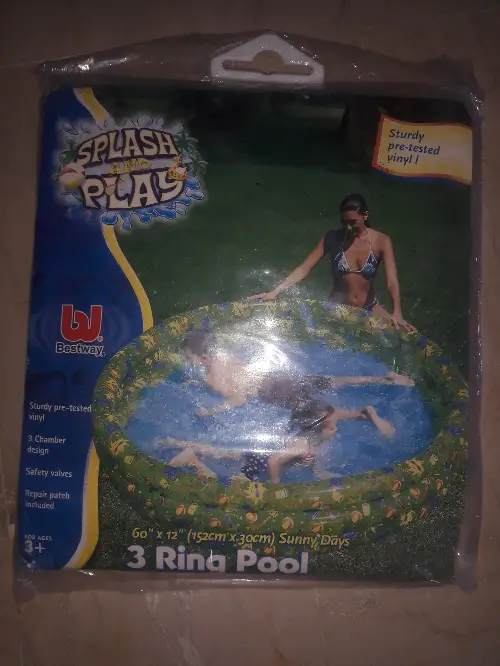 SPLASH
AND
PLAY
Sturdy
pre-tested
vinyl !
Bestway
Sturdy pre-tested
vinyl
3 Chamber
design
Safety valves
Repair patch
included
FOR AGES
3+
60" x 12" (152cm x 30cm) Sunny Days
3 Ring Pool